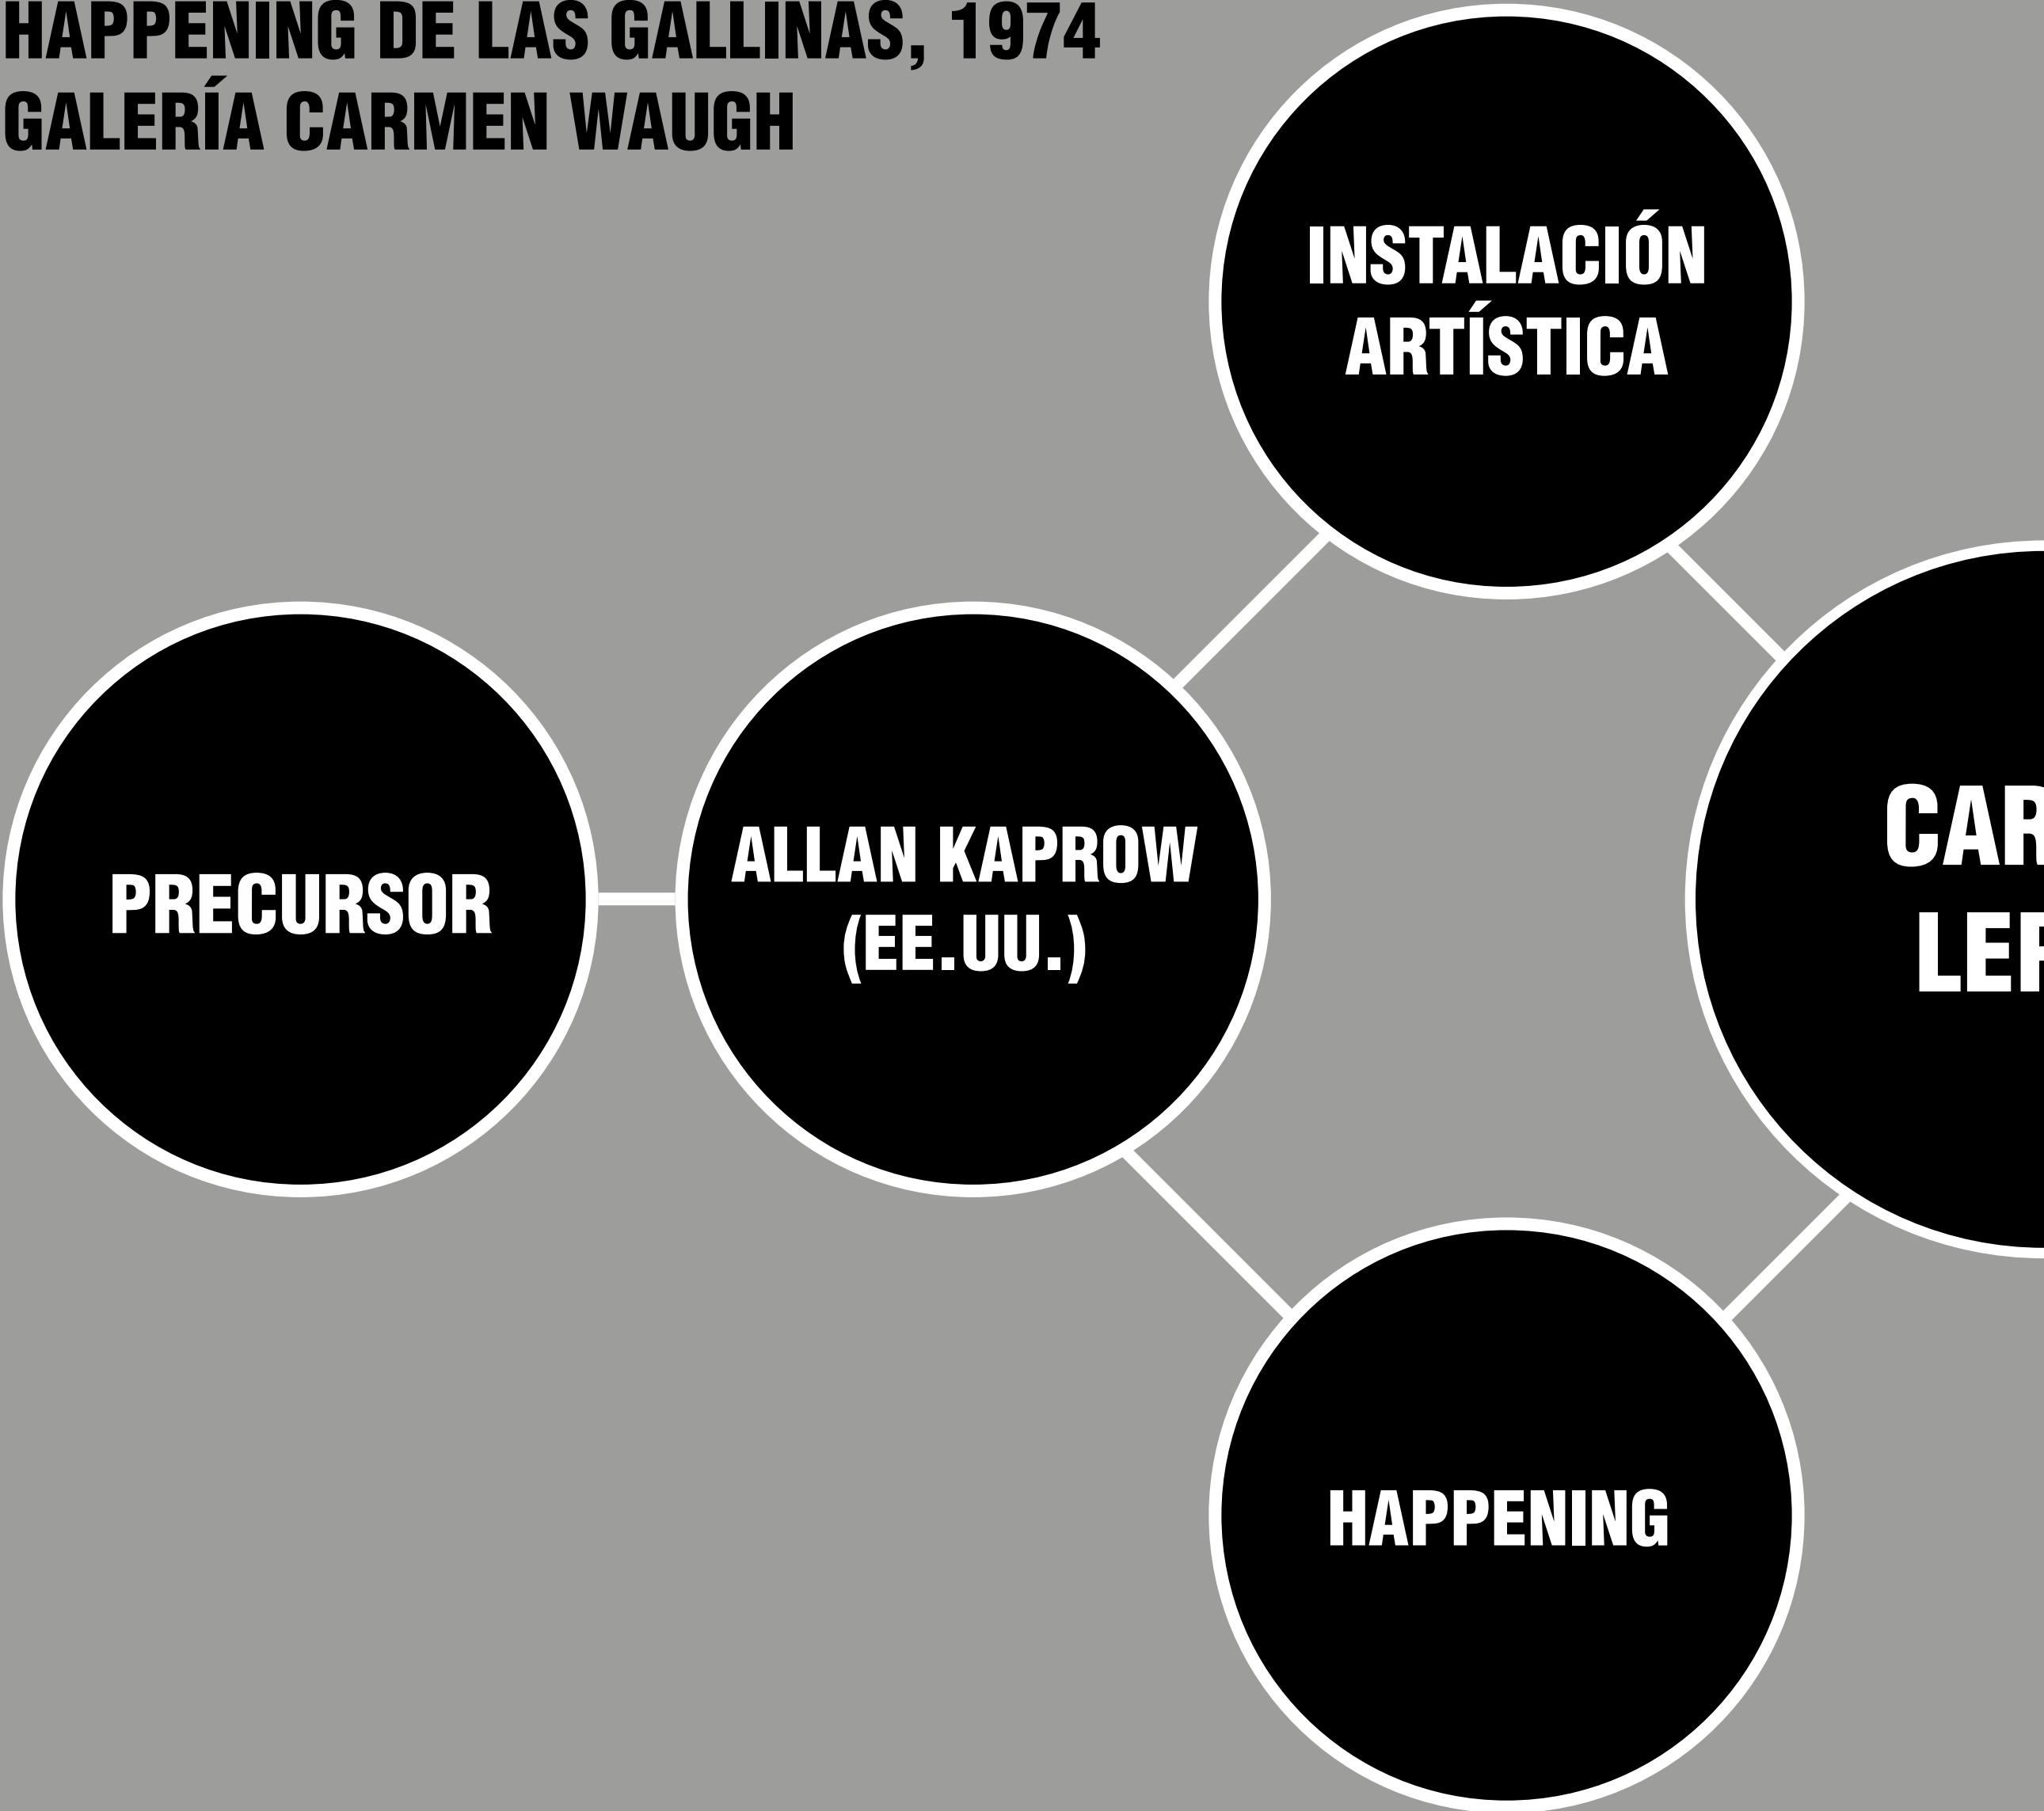 HAPPENING DE LAS GALLINAS, 1974
GALERÍA CARMEN WAUGH
INSTALACIÓN
ARTÍSTICA
PRECURSOR
ALLAN KAPROW
(EE.UU.)
HAPPENING